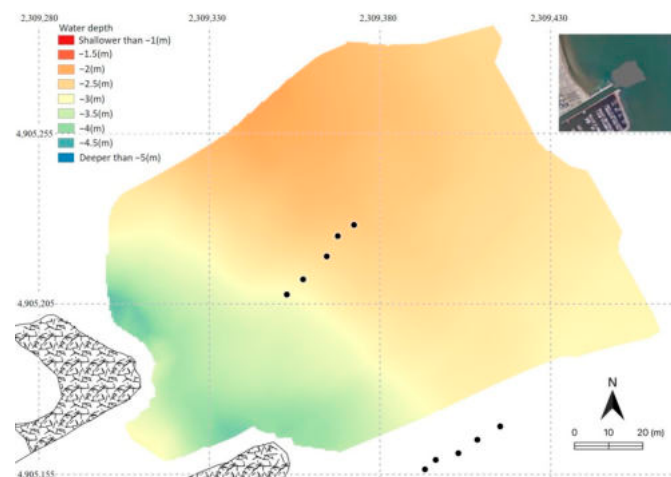 2,309,280 2,309,330 2,309,380 2,309,430
Water depth
Shallower than −1(m)
−1.5(m)
−2(m)
−2.5(m)
−3(m)
−3.5(m)
−4(m)
−4.5(m)
Deeper than −5(m)
4,905,255
4,905,205
4,905,155
N
0 10 20 (m)